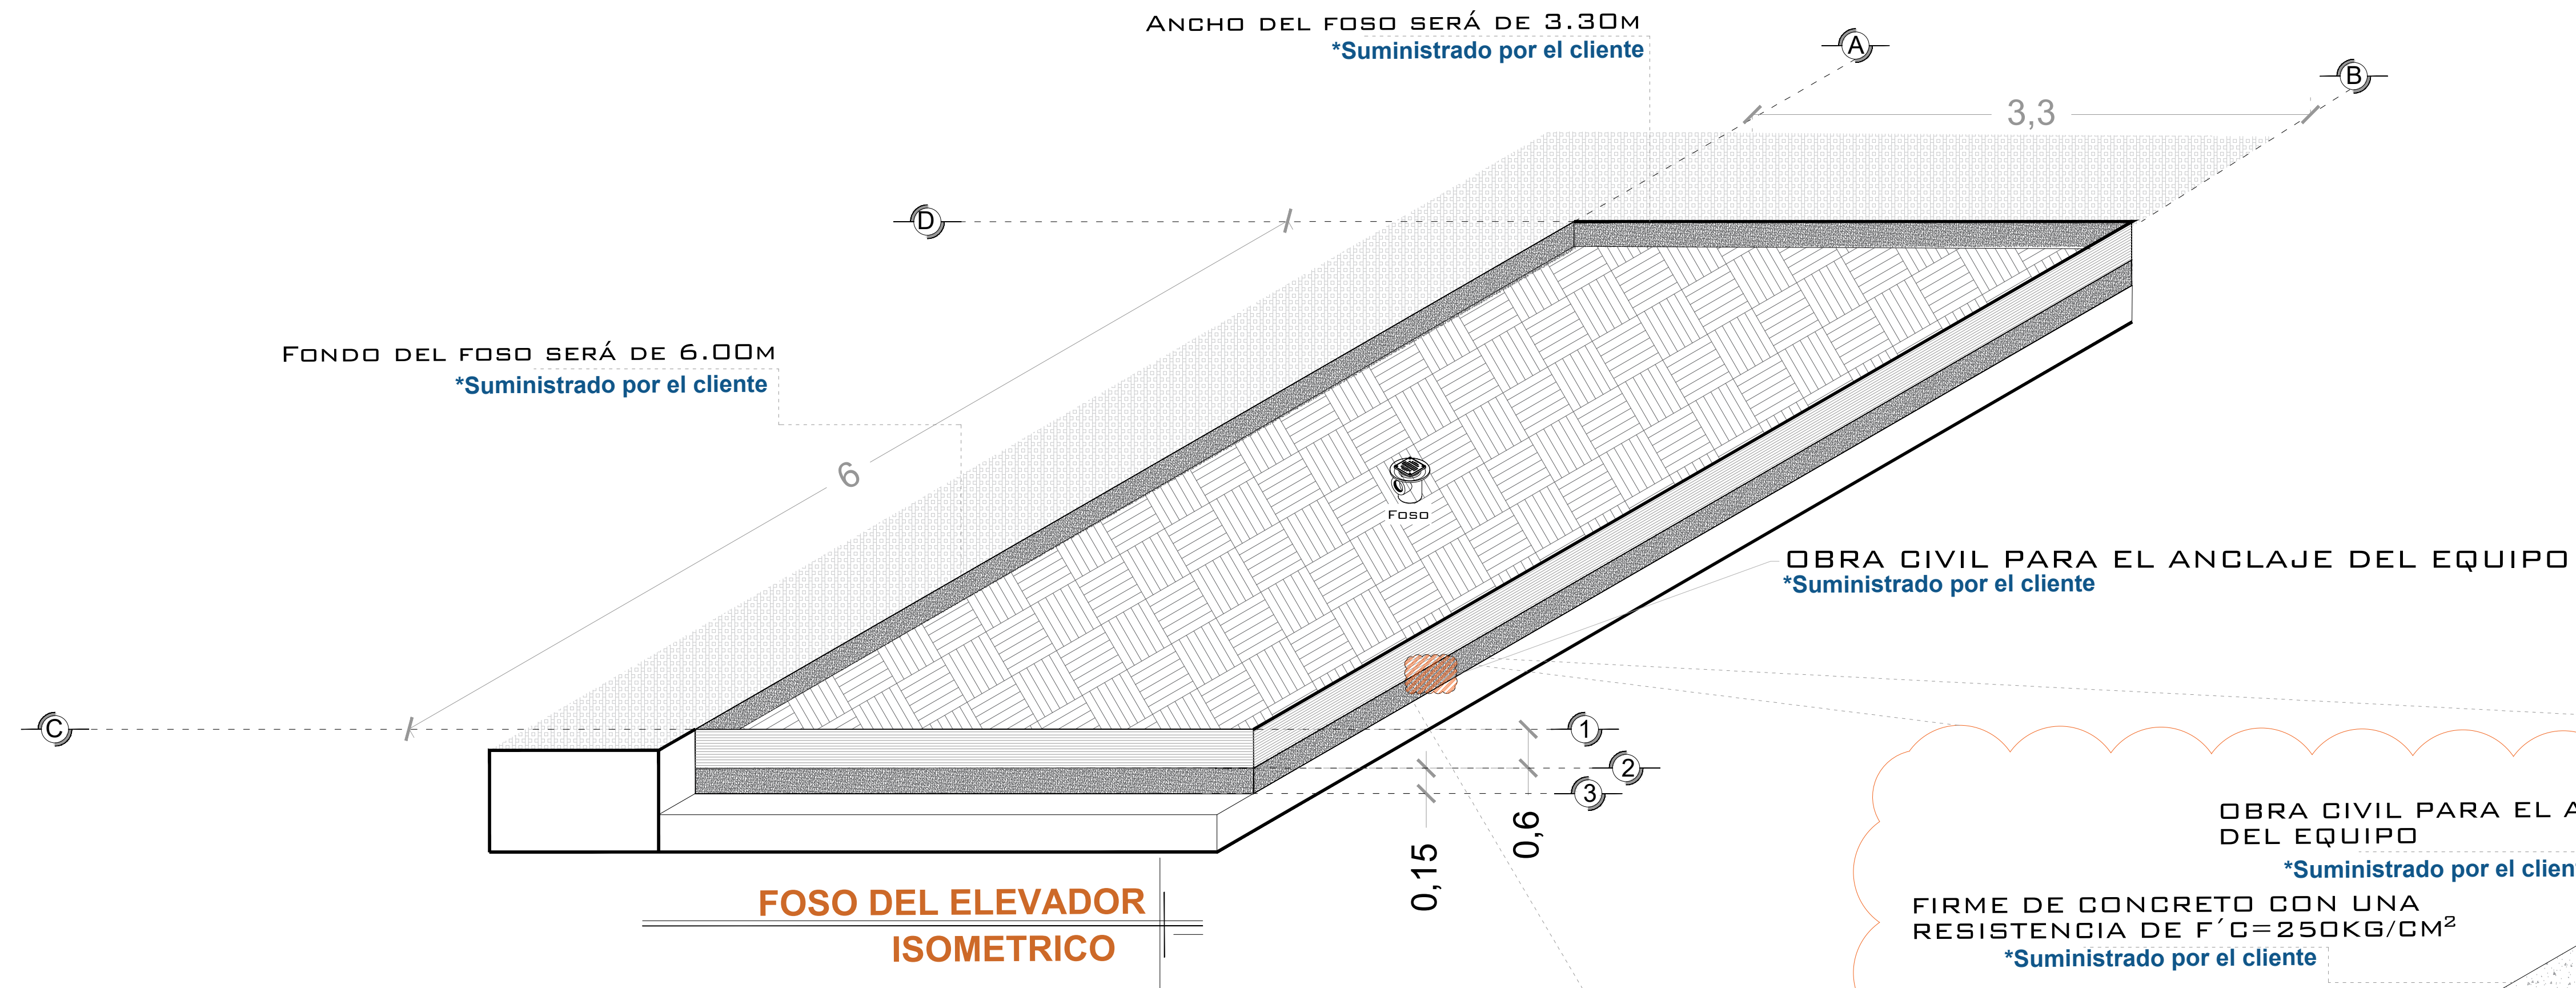 ANCHO DEL FOSO SERÁ DE 3.30M
*Suministrado por el cliente
A
B
3,3
D
FONDO DEL FOSO SERÁ DE 6.00M
*Suministrado por el cliente
6
FOSO
OBRA CIVIL PARA EL ANCLAJE DEL EQUIPO
*Suministrado por el cliente
C
1
2
3
0,15
0,6
OBRA CIVIL PARA EL A
DEL EQUIPO
*Suministrado por el clien
FIRME DE CONCRETO CON UNA
RESISTENCIA DE F´C=250KG/CM²
*Suministrado por el cliente
FOSO DEL ELEVADOR
ISOMETRICO